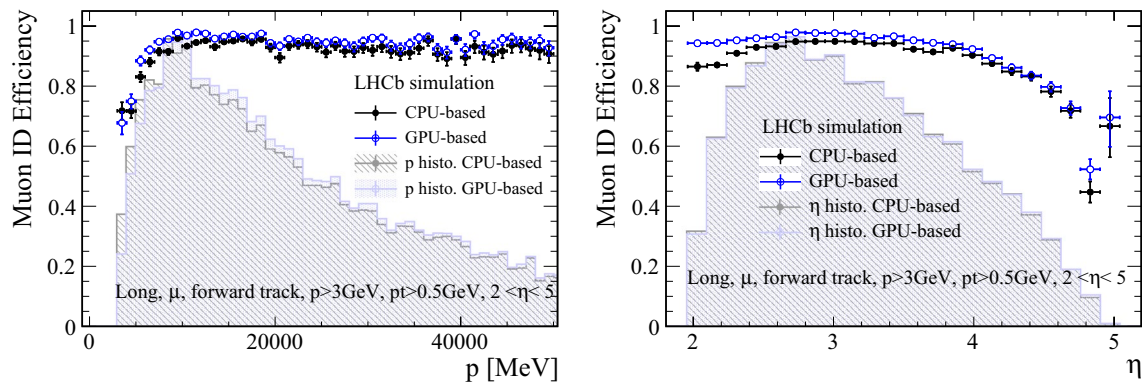 Muon ID Efficiency
1
0.8
0.6
0.4
0.2
0
LHCb simulation
CPU-based
GPU-based
p histo. CPU-based
p histo. GPU-based
Long, μ, forward track, p>3GeV, pt>0.5GeV, 2 <η< 5
0 20000 40000
p [MeV]
Muon ID Efficiency
1
0.8
0.6
0.4
0.2
0
LHCb simulation
CPU-based
GPU-based
η histo. CPU-based
η histo. GPU-based
Long, μ, forward track, p>3GeV, pt>0.5GeV, 2 <η< 5
2 3 4 5
η